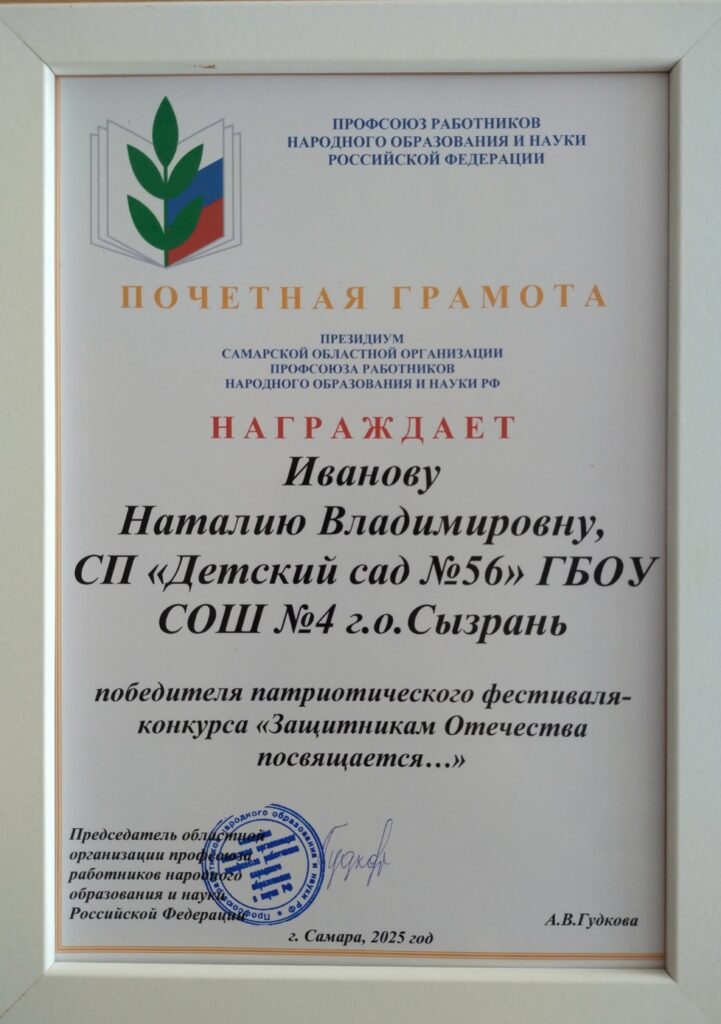 ПРОФСОЮЗ РАБОТНИКОВ
НАРОДНОГО ОБРАЗОВАНИЯ И НАУКИ
РОССИЙСКОЙ ФЕДЕРАЦИИ
ПОЧЕТНАЯ ГРАМОТА
ПРЕЗИДИУМ
САМАРСКОЙ ОБЛАСТНОЙ ОРГАНИЗАЦИИ
ПРОФСОЮЗА РАБОТНИКОВ
НАРОДНОГО ОБРАЗОВАНИЯ И НАУКИ РФ
НАГРАЖДАЕТ
Иванову
Наталию Владимировну,
СП «Детский сад №56» ГБОУ
СОШ №4 г.о.Сызрань
победителя патриотического фестиваля-
конкурса «Защитникам Отечества
посвящается...»
Председатель областной
организации профсоюза
работников народного
образования и науки
Российской Федерации
А.В.Гудкова
г. Самара, 2025 год